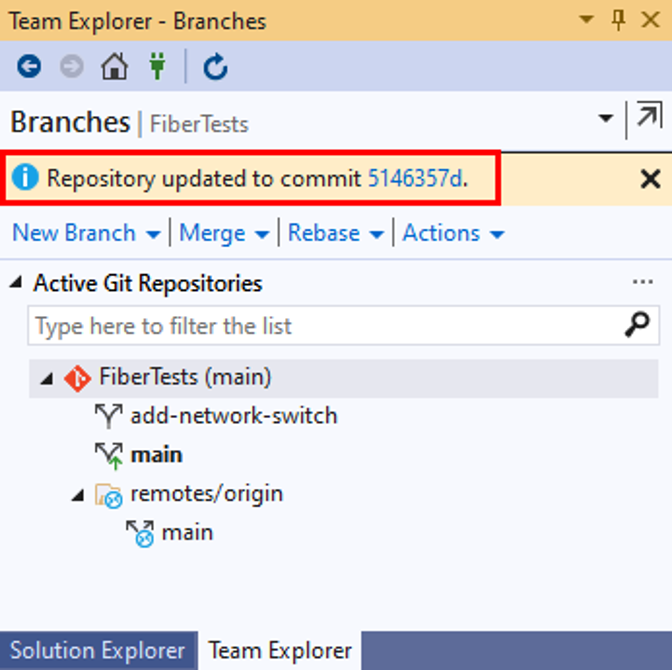 Team Explorer - Branches
Branches | FiberTests
Repository updated to commit 5146357d.
New Branch | Merge | Rebase | Actions
Active Git Repositories ...
Type here to filter the list
FiberTests (main)
add-network-switch
main
remotes/origin
main
Solution Explorer Team Explorer